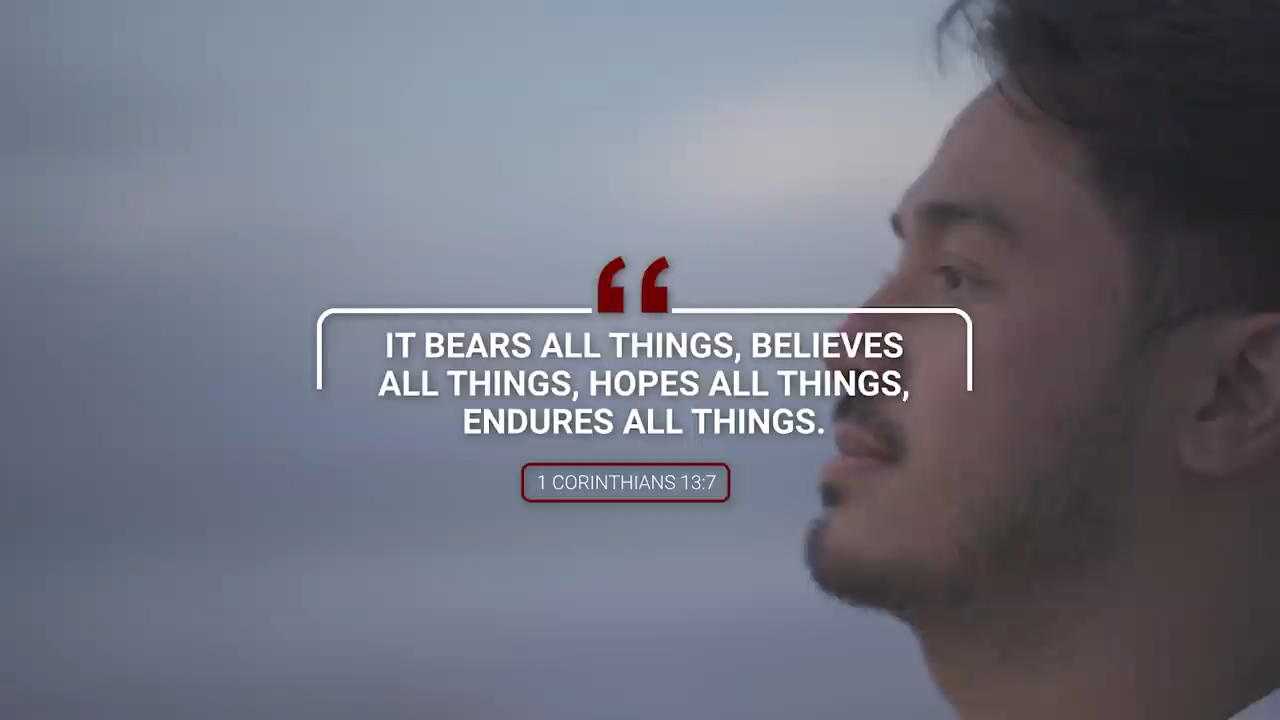 IT BEARS ALL THINGS, BELIEVES
ALL THINGS, HOPES ALL THINGS,
ENDURES ALL THINGS.
1 CORINTHIANS 13:7